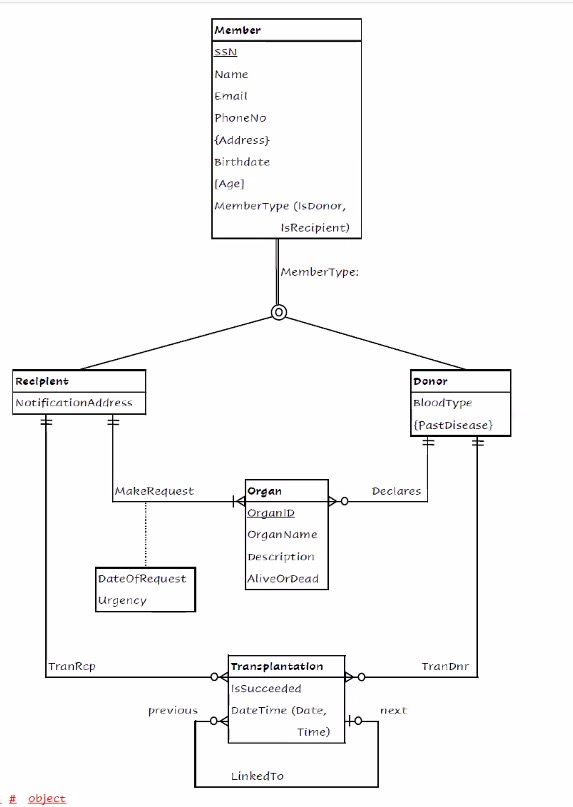 Member
SSN
Name
Email
PhoneNo
{Address}
Birthdate
[Age]
MemberType (IsDonor,
IsRecipient)
MemberType:
O
Recipient
NotificationAddress
Donor
BloodType
{PastDisease}
MakeRequest
Organ
OrganID
OrganName
Description
AliveOrDead
Declares
DateOfRequest
Urgency
TranRcp
Transplantation
IsSucceeded
DateTime (Date,
Time)
TranDnr
previous
next
LinkedTo
# object